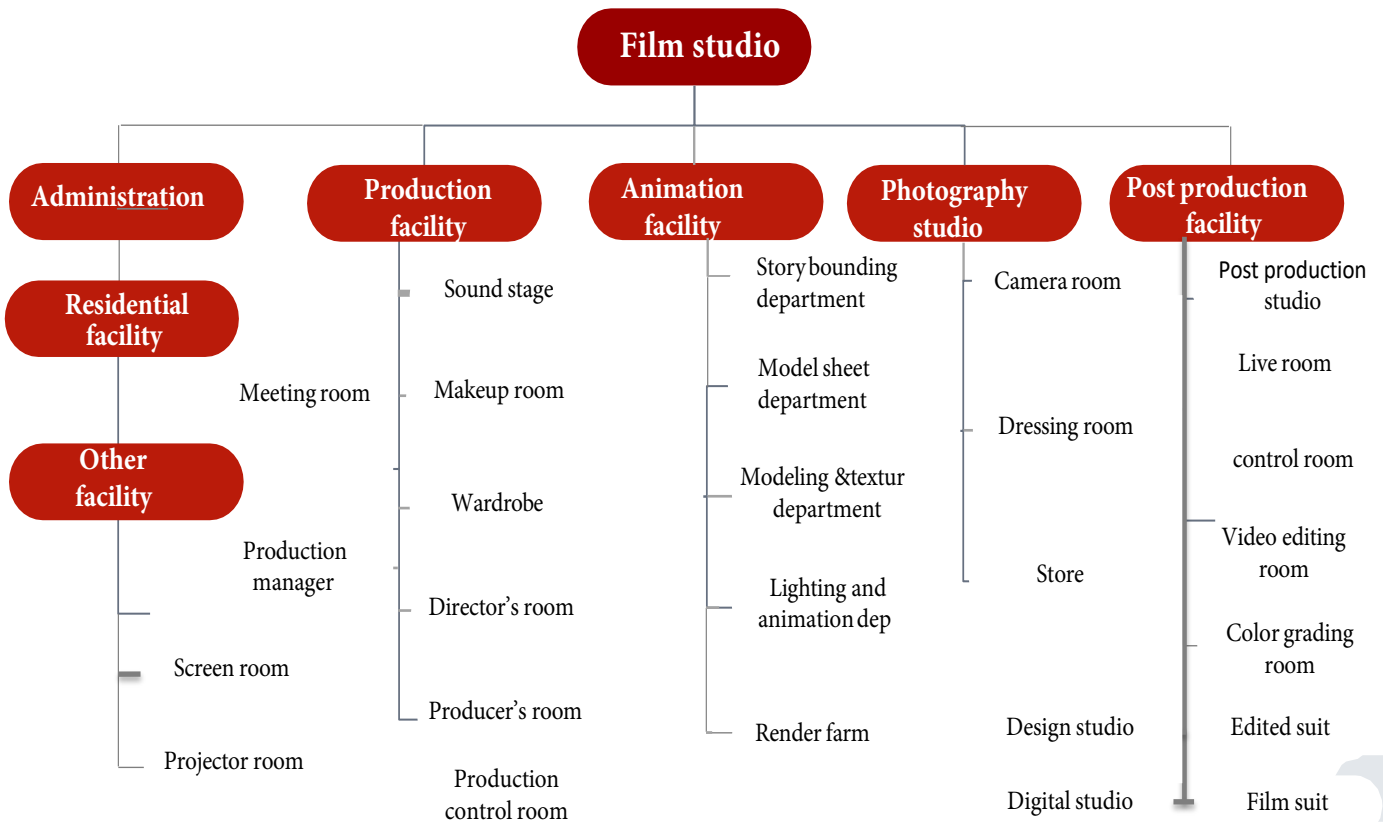 Film studio
Administration
Residential
facility
Other
facility
Screen room
Projector room
Production
facility
Sound stage
Meeting room
Makeup room
Wardrobe
Production
manager
Director's room
Producer's room
Production
control room
Animation
facility
Story bounding
department
Model sheet
department
Modeling &textur
department
Lighting and
animation dep
Render farm
Photography
studio
Camera room
Dressing room
Store
Post production
facility
Post production
studio
Live room
control room
Video editing
room
Color grading
room
Design studio
Edited suit
Digital studio
Film suit